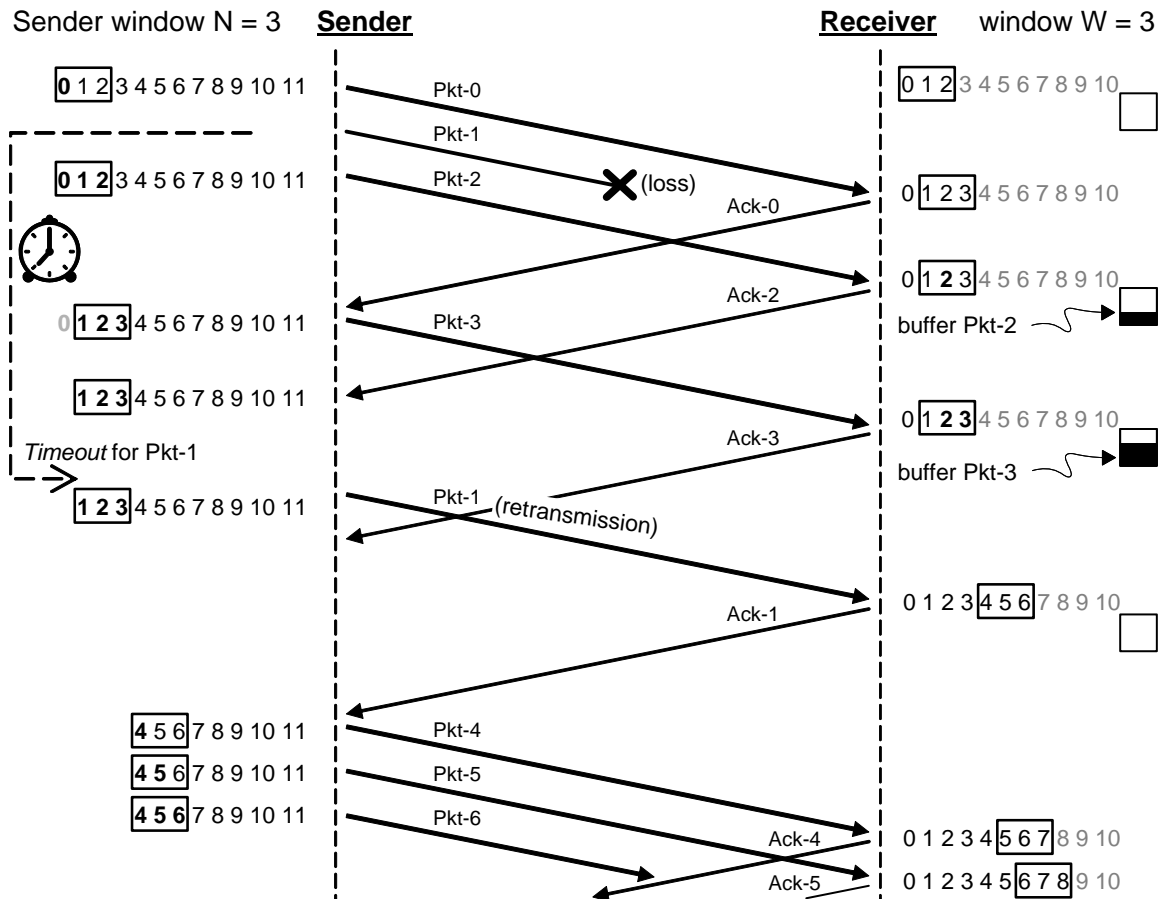 Sender window N = 3 Sender Receiver window W = 3
0 1 2 3 4 5 6 7 8 9 10 11 Pkt-0 0 1 2 3 4 5 6 7 8 9 10
Pkt-1
0 1 2 3 4 5 6 7 8 9 10 11 Pkt-2 (loss)
Ack-0 0 1 2 3 4 5 6 7 8 9 10
0 1 2 3 4 5 6 7 8 9 10
Ack-2
0 1 2 3 4 5 6 7 8 9 10 11 Pkt-3 buffer Pkt-2
1 2 3 4 5 6 7 8 9 10 11
0 1 2 3 4 5 6 7 8 9 10
Ack-3
Timeout for Pkt-1
buffer Pkt-3
1 2 3 4 5 6 7 8 9 10 11 Pkt-1 (retransmission)
Ack-1 0 1 2 3 4 5 6 7 8 9 10
4 5 6 7 8 9 10 11 Pkt-4
4 5 6 7 8 9 10 11 Pkt-5
4 5 6 7 8 9 10 11 Pkt-6
Ack-4 0 1 2 3 4 5 6 7 8 9 10
Ack-5 0 1 2 3 4 5 6 7 8 9 10